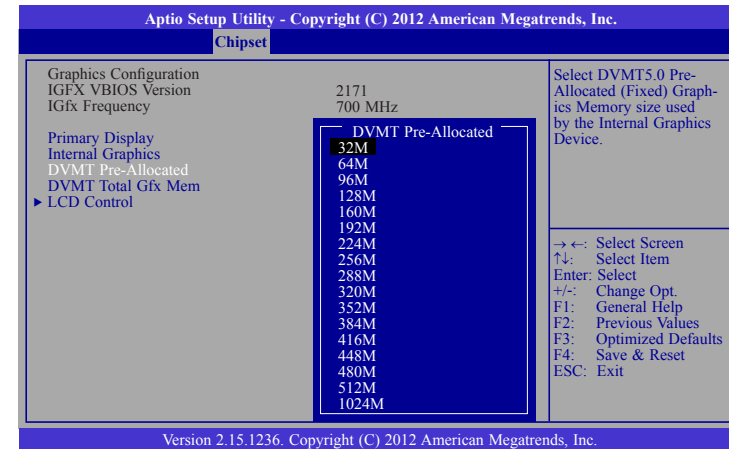 Aptio Setup Utility - Copyright (C) 2012 American Megatrends, Inc.
Chipset
Graphics Configuration
IGFX VBIOS Version 2171
IGfx Frequency 700 MHz
Primary Display
Internal Graphics
DVMT Pre-Allocated
DVMT Total Gfx Mem
► LCD Control
DVMT Pre-Allocated
32M
64M
96M
128M
160M
192M
224M
256M
288M
320M
352M
384M
416M
448M
480M
512M
1024M
Select DVMT5.0 Pre-
Allocated (Fixed) Graph-
ics Memory size used
by the Internal Graphics
Device.
→ ←: Select Screen
↑↓: Select Item
Enter: Select
+/-: Change Opt.
F1: General Help
F2: Previous Values
F3: Optimized Defaults
F4: Save & Reset
ESC: Exit
Version 2.15.1236. Copyright (C) 2012 American Megatrends, Inc.